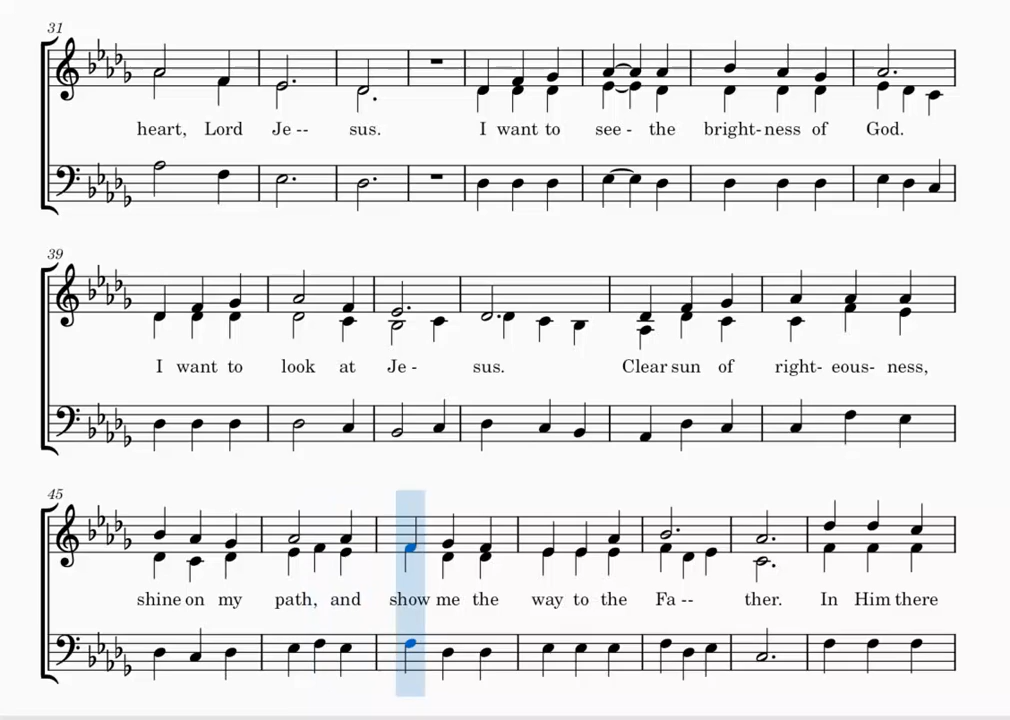 31
heart, Lord Je -- sus. I want to see - the bright- ness of God.
39
I want to look at Je - sus. Clear sun of right- eous- ness,
45
shine on my path, and show me the way to the Fa -- ther. In Him there